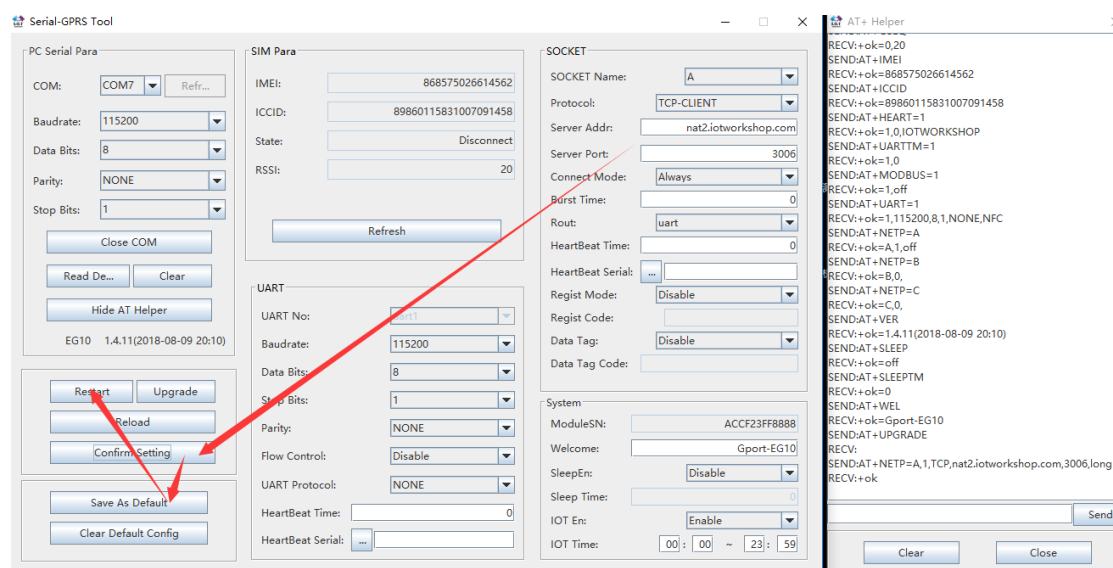 Serial-GPRS Tool
PC Serial Para
COM:
COM7
Refr...
Baudrate:
115200
Data Bits:
8
Parity:
NONE
Stop Bits:
1
Close COM
Read De...
Clear
Hide AT Helper
EG10 1.4.11(2018-08-09 20:10)
Restart
Upgrade
Reload
Confirm Setting
Save As Default
Clear Default Config
SIM Para
IMEI:
868575026614562
ICCID:
89860115831007091458
State:
Disconnect
RSSI:
20
Refresh
UART
UART No:
uart1
Baudrate:
115200
Data Bits:
8
Stop Bits:
1
Parity:
NONE
Flow Control:
Disable
UART Protocol:
NONE
HeartBeat Time:
0
HeartBeat Serial:
...
SOCKET
SOCKET Name:
A
Protocol:
TCP-CLIENT
Server Addr:
nat2.iotworkshop.com
Server Port:
3006
Connect Mode:
Always
Burst Time:
0
Rout:
uart
HeartBeat Time:
0
HeartBeat Serial:
...
Regist Mode:
Disable
Regist Code:
Data Tag:
Disable
Data Tag Code:
System
ModuleSN:
ACCF23FF8888
Welcome:
Gport-EG10
SleepEn:
Disable
Sleep Time:
0
IOT En:
Enable
IOT Time:
00 : 00 ~ 23 : 59
AT+ Helper
RECV:+ok=0,20
SEND:AT+IMEI
RECV:+ok=868575026614562
SEND:AT+ICCID
RECV:+ok=89860115831007091458
SEND:AT+HEART=1
RECV:+ok=1,0,IOTWORKSHOP
SEND:AT+UARTTM=1
RECV:+ok=1,0
SEND:AT+MODBUS=1
RECV:+ok=1,off
SEND:AT+UART=1
RECV:+ok=1,115200,8,1,NONE,NFC
SEND:AT+NETP=A
RECV:+ok=A,1,off
SEND:AT+NETP=B
RECV:+ok=B,0,
SEND:AT+NETP=C
RECV:+ok=C,0,
SEND:AT+VER
RECV:+ok=1.4.11(2018-08-09 20:10)
SEND:AT+SLEEP
RECV:+ok=off
SEND:AT+SLEEPTM
RECV:+ok=0
SEND:AT+WEL
RECV:+ok=Gport-EG10
SEND:AT+UPGRADE
RECV:
SEND:AT+NETP=A,1,TCP,nat2.iotworkshop.com,3006,long
RECV:+ok
Send
Clear
Close